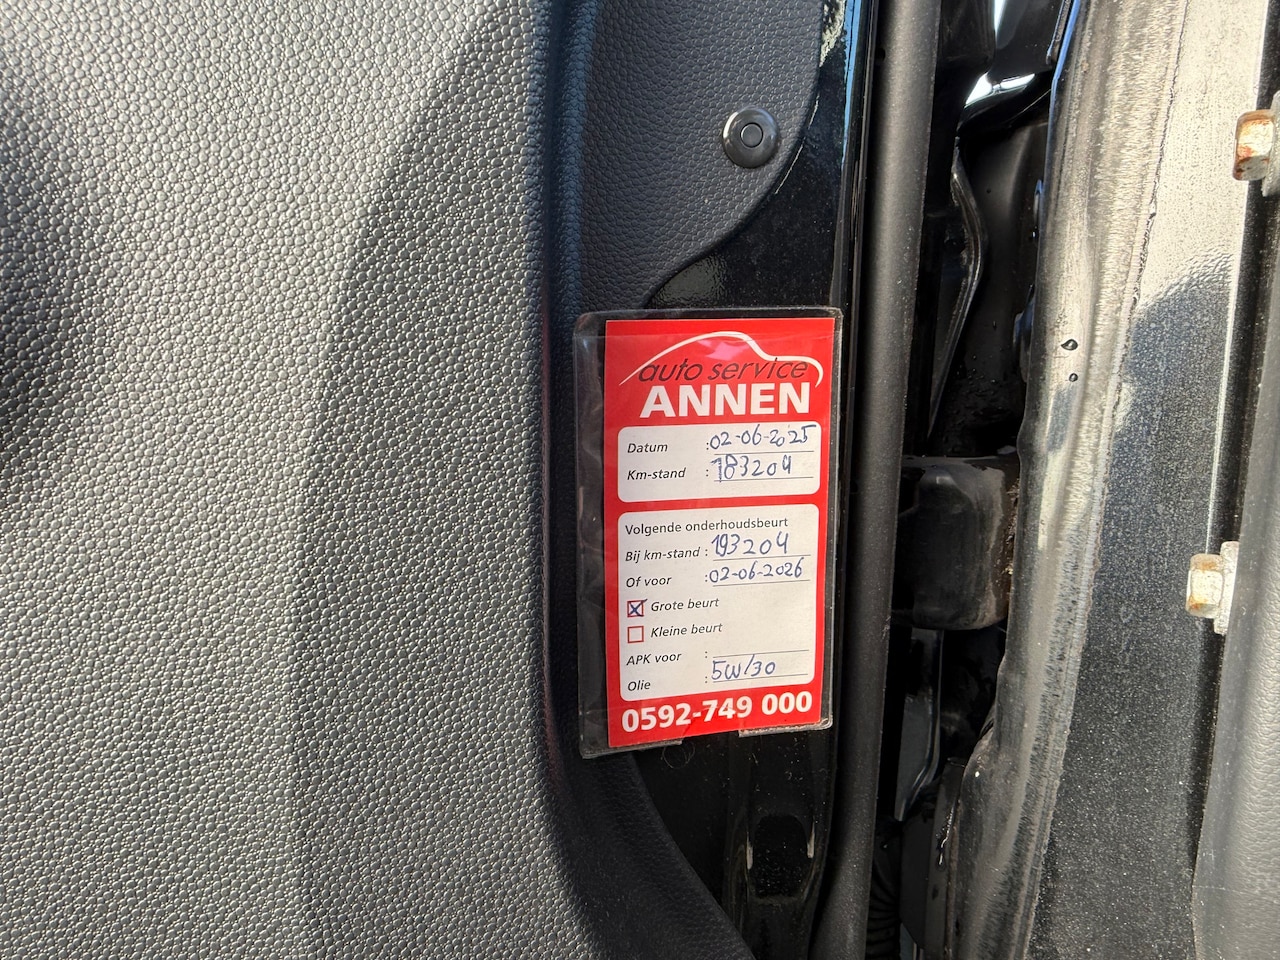 auto service
ANNEN
Datum : 02-06-2025
Km-stand : 183204
Volgende onderhoudsbeurt
Bij km-stand : 193204
Of voor : 02-06-2026
Grote beurt
Kleine beurt
APK voor :
Olie : 5W/30
0592-749 000